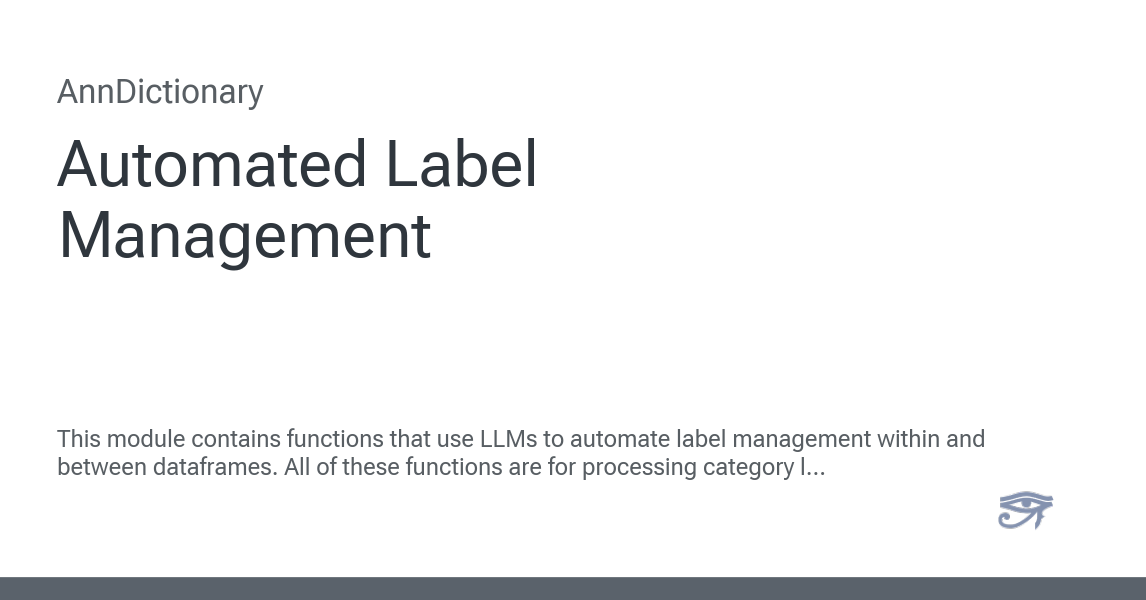 AnnDictionary
Automated Label
Management
This module contains functions that use LLMs to automate label management within and
between dataframes. All of these functions are for processing category l...